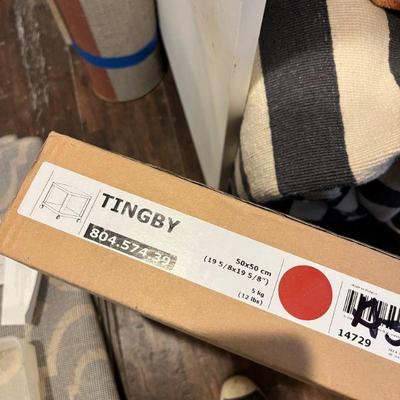 TINGBY
804.574.39
50x50 cm
(19 5/8x19 5/8")
5 kg
(12 lbs)
14729